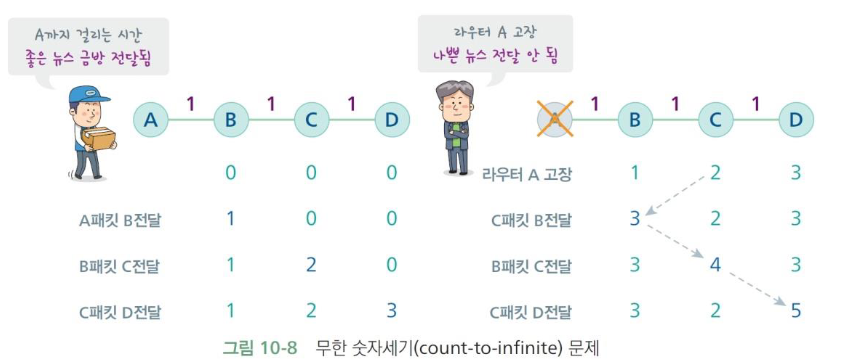 A까지 걸리는 시간
좋은 뉴스 금방 전달됨
1 1 1
A B C D
0 0 0
A패킷 B전달 1 0 0
B패킷 C전달 1 2 0
C패킷 D전달 1 2 3
라우터 A 고장
나쁜 뉴스 전달 안 됨
1 1 1
A B C D
라우터 A 고장 1 2 3
C패킷 B전달 3 2 3
B패킷 C전달 3 4 3
C패킷 D전달 3 2 5
그림 10-8 무한 숫자세기(count-to-infinite) 문제